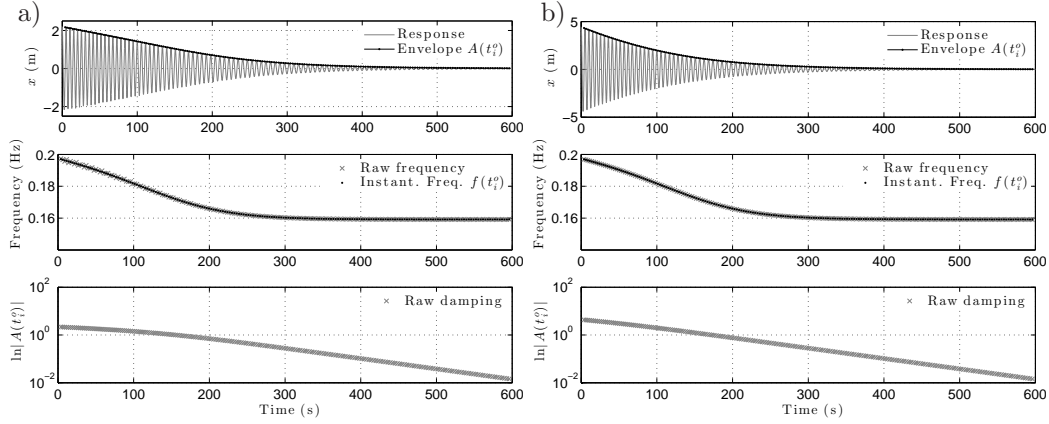 a)
x (m)
2
0
−2
0 100 200 300 400 500 600
Response
Envelope A(t_i^o)
Frequency (Hz)
0.2
0.18
0.16
0 100 200 300 400 500 600
Raw frequency
Instant. Freq. f(t_i^o)
ln|A(t_i^o)|
10^2
10^0
10^−2
0 100 200 300 400 500 600
Raw damping
Time (s)
b)
x (m)
5
0
−5
0 100 200 300 400 500 600
Response
Envelope A(t_i^o)
Frequency (Hz)
0.2
0.18
0.16
0 100 200 300 400 500 600
Raw frequency
Instant. Freq. f(t_i^o)
ln|A(t_i^o)|
10^2
10^0
10^−2
0 100 200 300 400 500 600
Raw damping
Time (s)